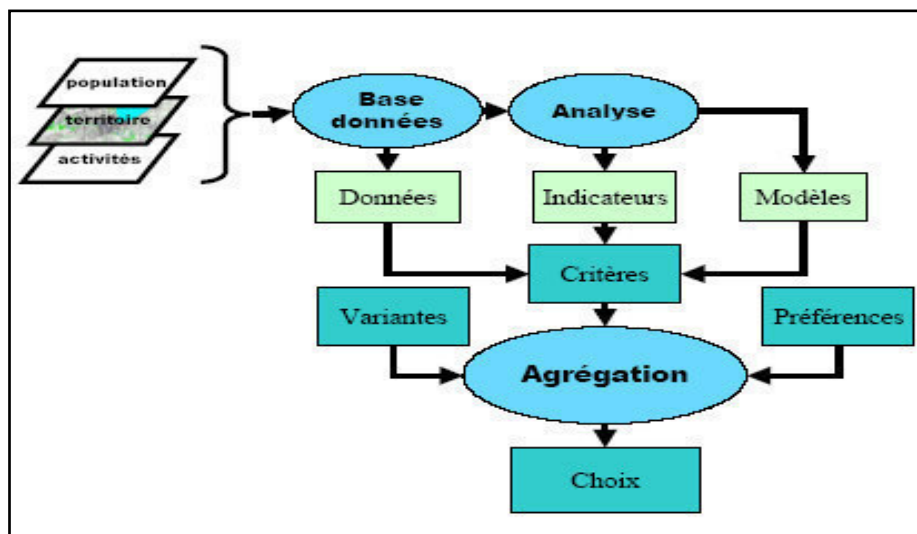 population
territoire
activités
Base
données
Analyse
Données
Indicateurs
Modèles
Critères
Variantes
Préférences
Agrégation
Choix